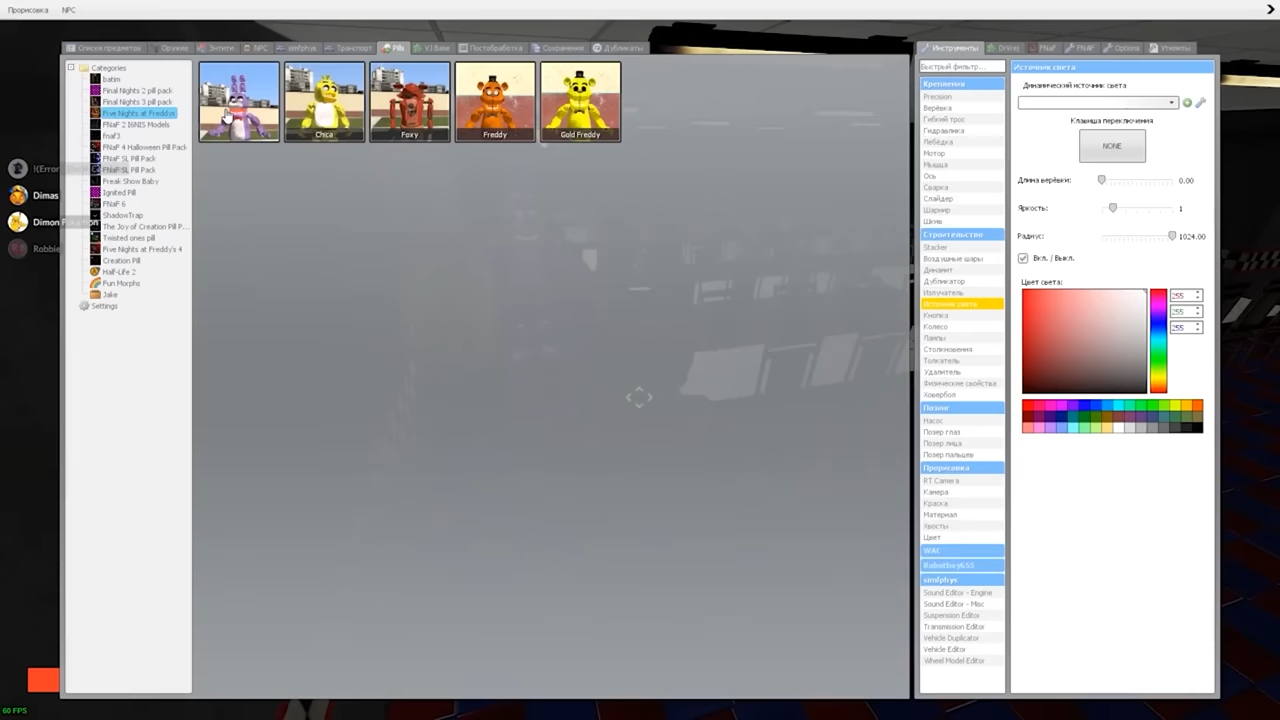 Прорисовка NPC
Списки предметов Оружие Энтити NPC simfphys Транспорт Pills VJ Base Постобработка Сохранения Дубликаты
Инструменты Drive FNaF FNAF Options Утилиты
Categories
batim
Final Nights 2 pill pack
Final Nights 3 pill pack
Five Nights at Freddys
FNaF 2 IGNIS Models
fnaf3
FNaF 4 Halloween Pill Pack
FNaF SL Pill Pack
FNaF SL Pill Pack
Freak Show Baby
Ignited Pill
FNaF 6
ShadowTrap
The Joy of Creation Pill P...
Twisted ones pill
Five Nights at Freddy's 4
Creation Pill
Half-Life 2
Fun Morphs
Jake
Settings
Chica
Foxy
Freddy
Gold Freddy
!(Error
Dimas
Dimon
Robbie
Быстрый фильтр...
Крепления
Precision
Верёвка
Гибкий трос
Гидравлика
Лебёдка
Мотор
Мышца
Ось
Сварка
Слайдер
Шарнир
Шкив
Строительство
Stacker
Воздушные шары
Динамит
Дубликатор
Излучатель
Источник света
Кнопка
Колесо
Лампы
Столкновения
Толкатель
Удалитель
Физические свойства
Ховербол
Позинг
Насос
Позер глаз
Позер лица
Позер пальцев
Прорисовка
RT Camera
Камера
Краска
Материал
Хвосты
Цвет
WAC
Robotboy655
simfphys
Sound Editor - Engine
Sound Editor - Misc
Suspension Editor
Transmission Editor
Vehicle Duplicator
Vehicle Editor
Wheel Model Editor
Источник света
Динамический источник света
Клавиша переключения
NONE
Длина верёвки: 0.00
Яркость: 1
Радиус: 1024.00
Вкл. / Выкл.
Цвет света:
255
255
255
60 FPS